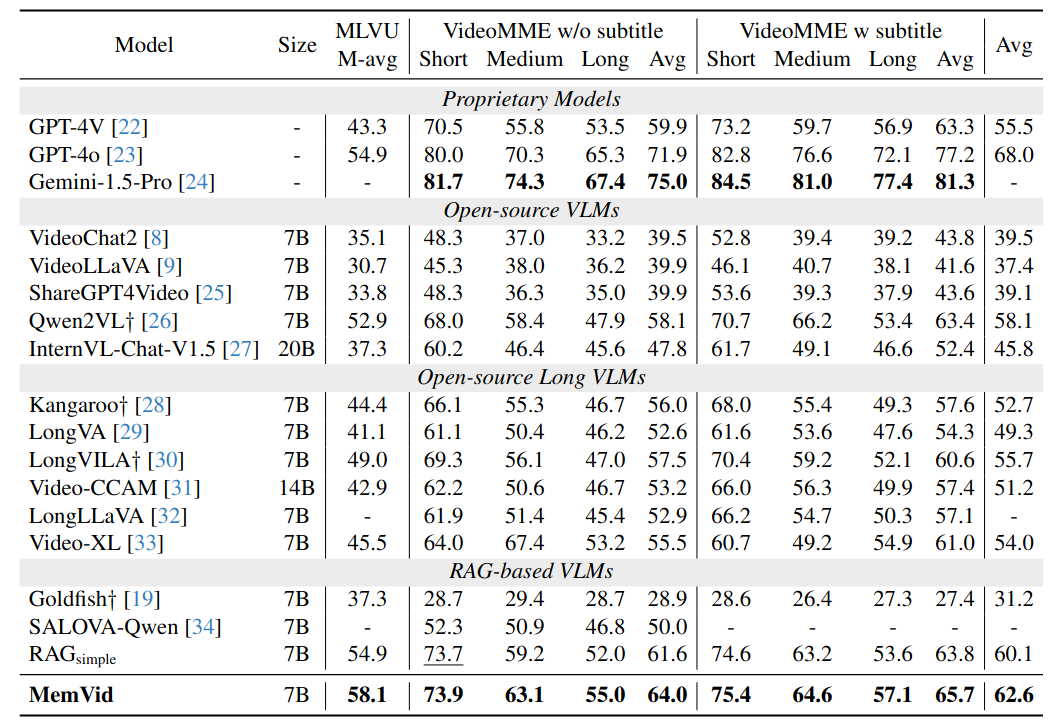 Model Size MLVU VideoMME w/o subtitle VideoMME w subtitle Avg
M-avg Short Medium Long Avg Short Medium Long Avg
Proprietary Models
GPT-4V [22] - 43.3 70.5 55.8 53.5 59.9 73.2 59.7 56.9 63.3 55.5
GPT-4o [23] - 54.9 80.0 70.3 65.3 71.9 82.8 76.6 72.1 77.2 68.0
Gemini-1.5-Pro [24] - - 81.7 74.3 67.4 75.0 84.5 81.0 77.4 81.3 -
Open-source VLMs
VideoChat2 [8] 7B 35.1 48.3 37.0 33.2 39.5 52.8 39.4 39.2 43.8 39.5
VideoLLaVA [9] 7B 30.7 45.3 38.0 36.2 39.9 46.1 40.7 38.1 41.6 37.4
ShareGPT4Video [25] 7B 33.8 48.3 36.3 35.0 39.9 53.6 39.3 37.9 43.6 39.1
Qwen2VL† [26] 7B 52.9 68.0 58.4 47.9 58.1 70.7 66.2 53.4 63.4 58.1
InternVL-Chat-V1.5 [27] 20B 37.3 60.2 46.4 45.6 47.8 61.7 49.1 46.6 52.4 45.8
Open-source Long VLMs
Kangaroo† [28] 7B 44.4 66.1 55.3 46.7 56.0 68.0 55.4 49.3 57.6 52.7
LongVA [29] 7B 41.1 61.1 50.4 46.2 52.6 61.6 53.6 47.6 54.3 49.3
LongVILA† [30] 7B 49.0 69.3 56.1 47.0 57.5 70.4 59.2 52.1 60.6 55.7
Video-CCAM [31] 14B 42.9 62.2 50.6 46.7 53.2 66.0 56.3 49.9 57.4 51.2
LongLLaVA [32] 7B - 61.9 51.4 45.4 52.9 66.2 54.7 50.3 57.1 -
Video-XL [33] 7B 45.5 64.0 67.4 53.2 55.5 60.7 49.2 54.9 61.0 54.0
RAG-based VLMs
Goldfish† [19] 7B 37.3 28.7 29.4 28.7 28.9 28.6 26.4 27.3 27.4 31.2
SALOVA-Qwen [34] 7B - 52.3 50.9 46.8 50.0 - - - - -
RAGsimple 7B 54.9 73.7 59.2 52.0 61.6 74.6 63.2 53.6 63.8 60.1
MemVid 7B 58.1 73.9 63.1 55.0 64.0 75.4 64.6 57.1 65.7 62.6